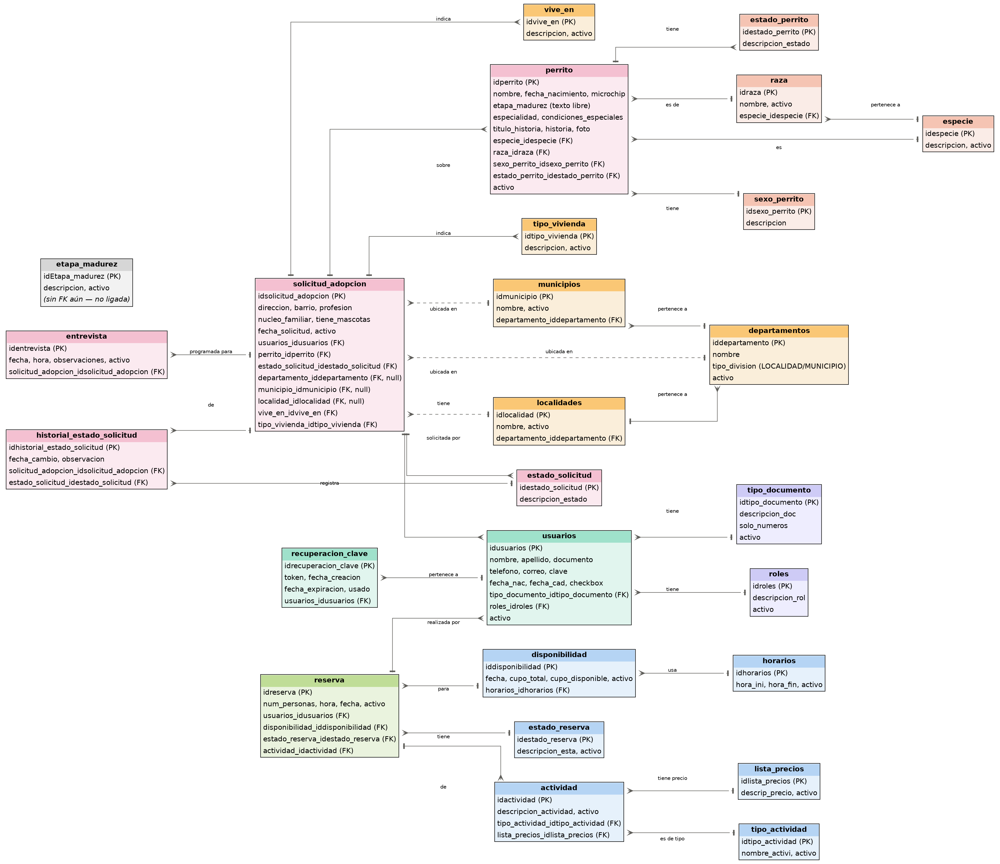 vive_en
idvive_en (PK)
descripcion, activo
indica
estado_perrito
idestado_perrito (PK)
descripcion_estado
tiene
perrito
idperrito (PK)
nombre, fecha_nacimiento, microchip
etapa_madurez (texto libre)
especialidad, condiciones_especiales
titulo_historia, historia, foto
especie_idespecie (FK)
raza_idraza (FK)
sexo_perrito_idsexo_perrito (FK)
estado_perrito_idestado_perrito (FK)
activo
raza
idraza (PK)
nombre, activo
especie_idespecie (FK)
es de
pertenece a
especie
idespecie (PK)
descripcion, activo
es
sobre
sexo_perrito
idsexo_perrito (PK)
descripcion
tiene
tipo_vivienda
idtipo_vivienda (PK)
descripcion, activo
indica
etapa_madurez
idEtapa_madurez (PK)
descripcion, activo
(sin FK aún — no ligada)
solicitud_adopcion
idsolicitud_adopcion (PK)
direccion, barrio, profesion
nucleo_familiar, tiene_mascotas
fecha_solicitud, activo
usuarios_idusuarios (FK)
perrito_idperrito (FK)
estado_solicitud_idestado_solicitud (FK)
departamento_iddepartamento (FK, null)
municipio_idmunicipio (FK, null)
localidad_idlocalidad (FK, null)
vive_en_idvive_en (FK)
tipo_vivienda_idtipo_vivienda (FK)
municipios
idmunicipio (PK)
nombre, activo
departamento_iddepartamento (FK)
ubicada en
pertenece a
departamentos
iddepartamento (PK)
nombre
tipo_division (LOCALIDAD/MUNICIPIO)
activo
ubicada en
ubicada en
pertenece a
entrevista
identrevista (PK)
fecha, hora, observaciones, activo
solicitud_adopcion_idsolicitud_adopcion (FK)
programada para
localidades
idlocalidad (PK)
nombre, activo
departamento_iddepartamento (FK)
tiene
de
historial_estado_solicitud
idhistorial_estado_solicitud (PK)
fecha_cambio, observacion
solicitud_adopcion_idsolicitud_adopcion (FK)
estado_solicitud_idestado_solicitud (FK)
solicitada por
registra
estado_solicitud
idestado_solicitud (PK)
descripcion_estado
tipo_documento
idtipo_documento (PK)
descripcion_doc
solo_numeros
activo
tiene
usuarios
idusuarios (PK)
nombre, apellido, documento
telefono, correo, clave
fecha_nac, fecha_cad, checkbox
tipo_documento_idtipo_documento (FK)
roles_idroles (FK)
activo
recuperacion_clave
idrecuperacion_clave (PK)
token, fecha_creacion
fecha_expiracion, usado
usuarios_idusuarios (FK)
pertenece a
roles
idroles (PK)
descripcion_rol
activo
tiene
realizada por
disponibilidad
iddisponibilidad (PK)
fecha, cupo_total, cupo_disponible, activo
horarios_idhorarios (FK)
horarios
idhorarios (PK)
hora_ini, hora_fin, activo
usa
reserva
idreserva (PK)
num_personas, hora, fecha, activo
usuarios_idusuarios (FK)
disponibilidad_iddisponibilidad (FK)
estado_reserva_idestado_reserva (FK)
actividad_idactividad (FK)
para
estado_reserva
idestado_reserva (PK)
descripcion_esta, activo
tiene
lista_precios
idlista_precios (PK)
descrip_precio, activo
tiene precio
de
actividad
idactividad (PK)
descripcion_actividad, activo
tipo_actividad_idtipo_actividad (FK)
lista_precios_idlista_precios (FK)
es de tipo
tipo_actividad
idtipo_actividad (PK)
nombre_activi, activo